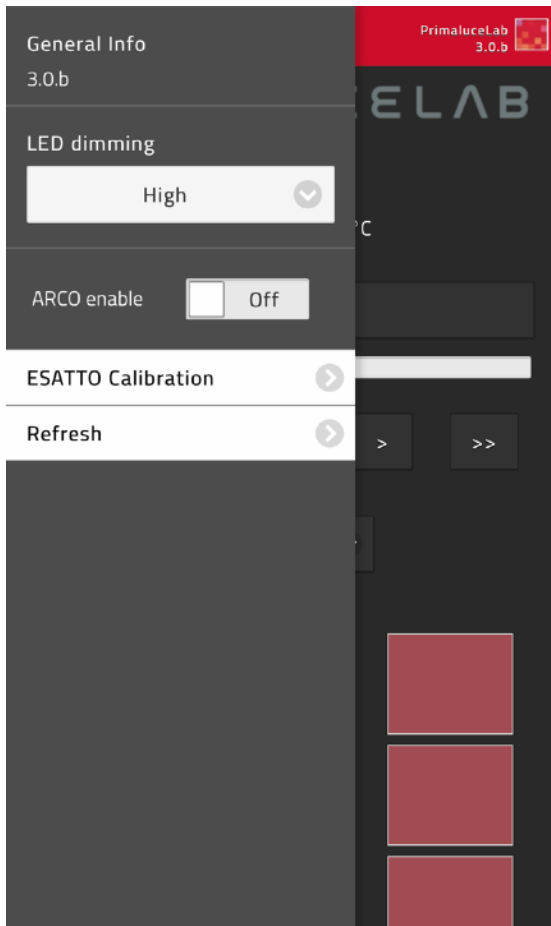 General Info
3.0.b
LED dimming
High
ARCO enable
Off
ESATTO Calibration
Refresh
PrimaluceLab
3.0.b
ELAB
°C
>
>>